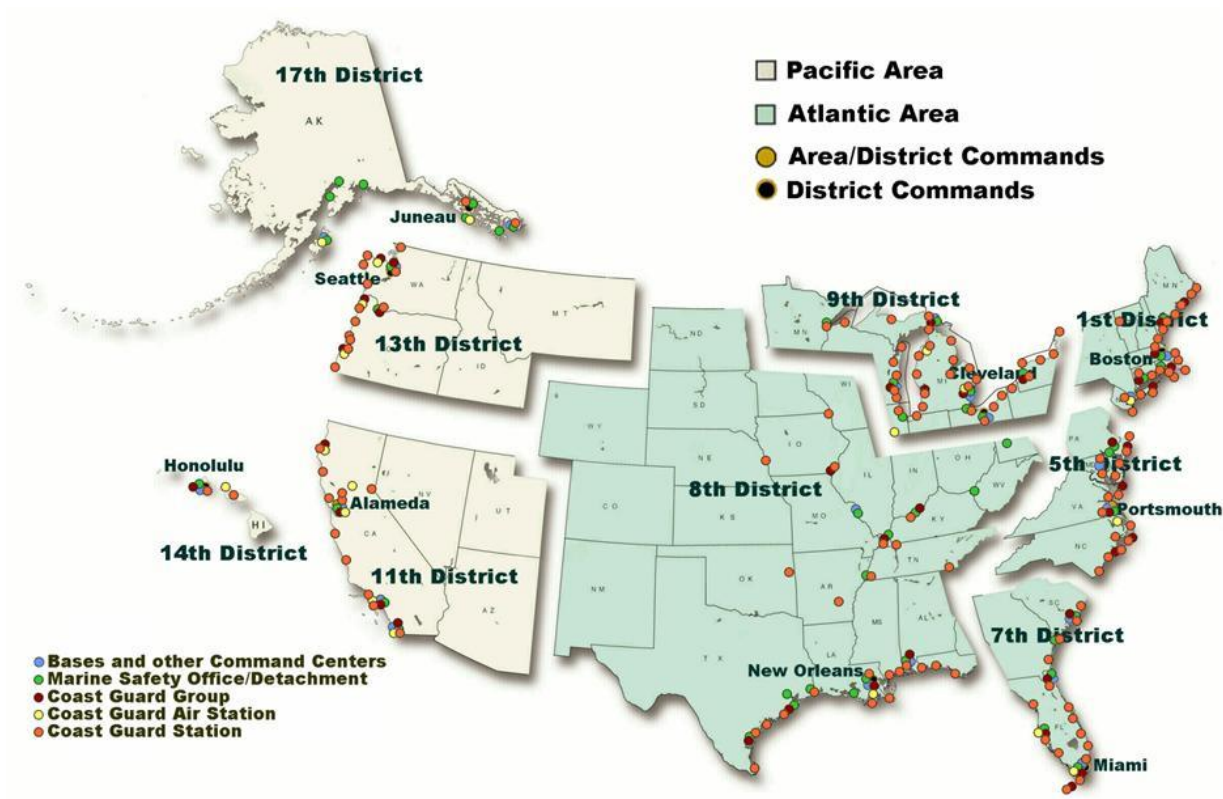 17th District
Pacific Area
Atlantic Area
Area/District Commands
District Commands
AK
Juneau
Seattle
WA
MT
13th District
ID
9th District
MN
MI
Cleveland
WI
MN
1st District
Boston
ND
SD
WY
NE
IO
IL
IN
OH
8th District
CO
KS
MO
KY
WV
PA
5th District
VA
Portsmouth
NC
Honolulu
HI
14th District
Alameda
NV
UT
CA
11th District
AZ
NM
OK
AR
TN
TX
LA
MS
AL
New Orleans
SC
7th District
FL
Miami
Bases and other Command Centers
Marine Safety Office/Detachment
Coast Guard Group
Coast Guard Air Station
Coast Guard Station